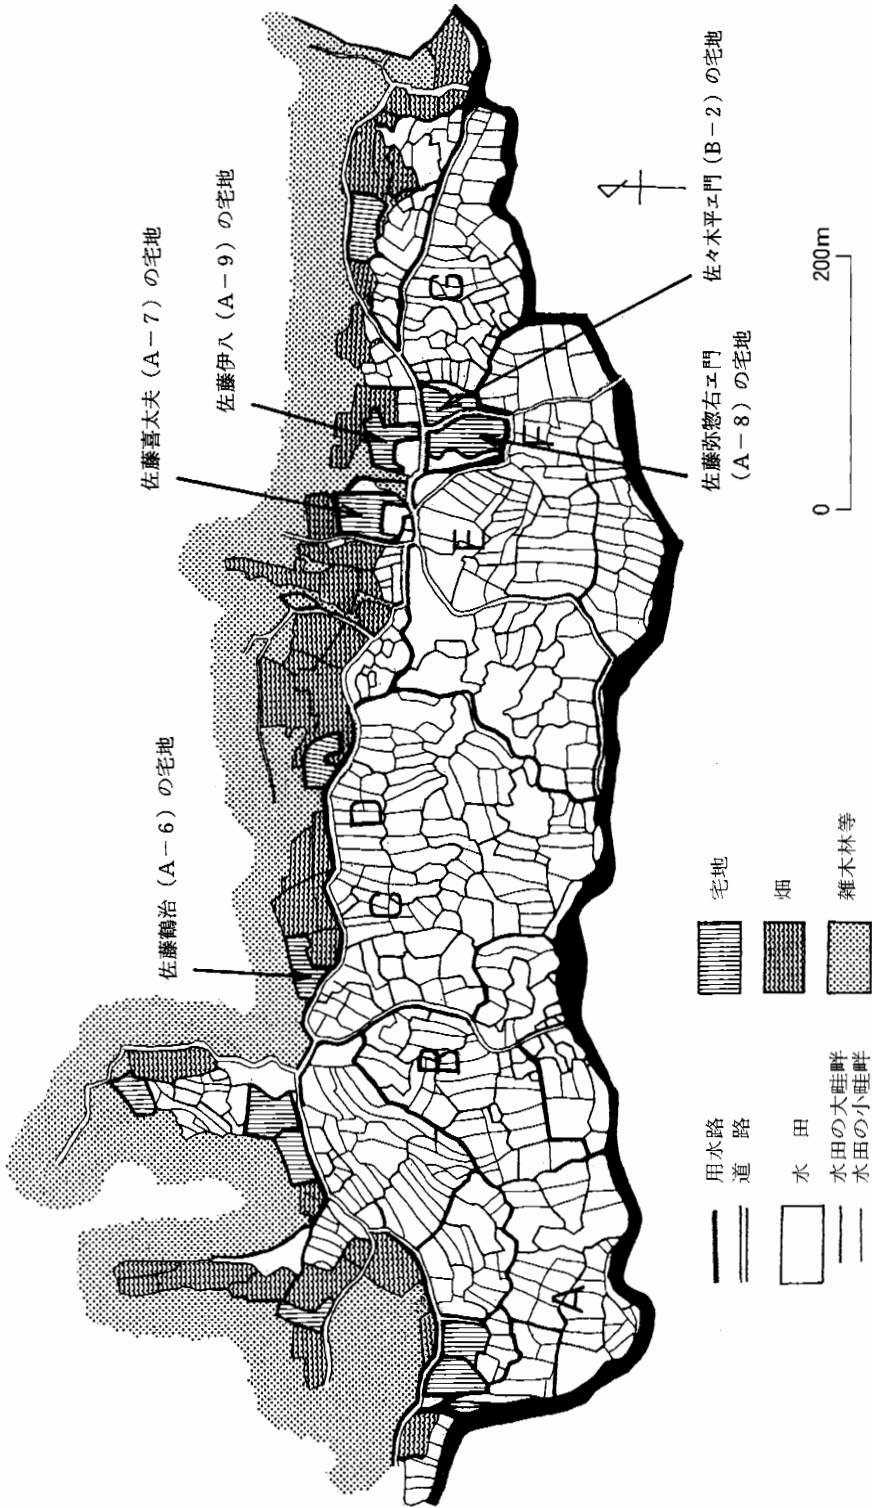 佐藤鶴治（A－6）の宅地
佐藤喜太夫（A－7）の宅地
佐藤伊八（A－9）の宅地
A
B
C
D
E
F
G
佐藤弥惣右ヱ門
（A－8）の宅地
佐々木平ヱ門（B－2）の宅地
0
200m
用水路
道　路
水　田
水田の大畦畔
水田の小畦畔
宅地
畑
雑木林等